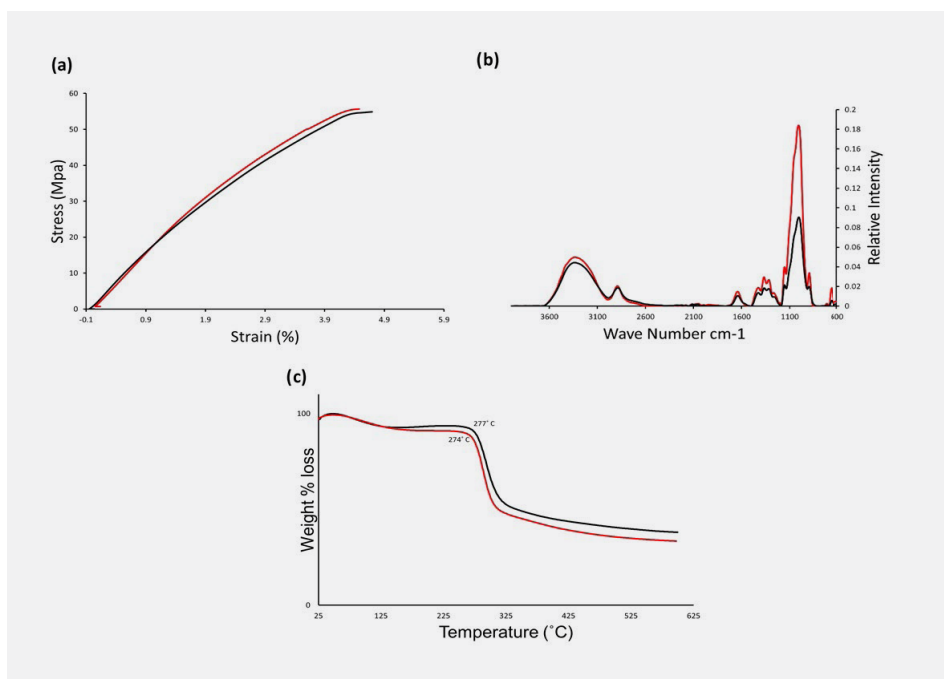 (a)
60
50
40
30
20
10
0
-0.1 0.9 1.9 2.9 3.9 4.9 5.9
Stress (Mpa)
Strain (%)
(b)
0.2
0.18
0.16
0.14
0.12
0.1
0.08
0.06
0.04
0.02
0
3600 3100 2600 2100 1600 1100 600
Relative Intensity
Wave Number cm-1
(c)
100
277˚ C
274˚ C
Weight % loss
0
25 125 225 325 425 525 625
Temperature (˚C)